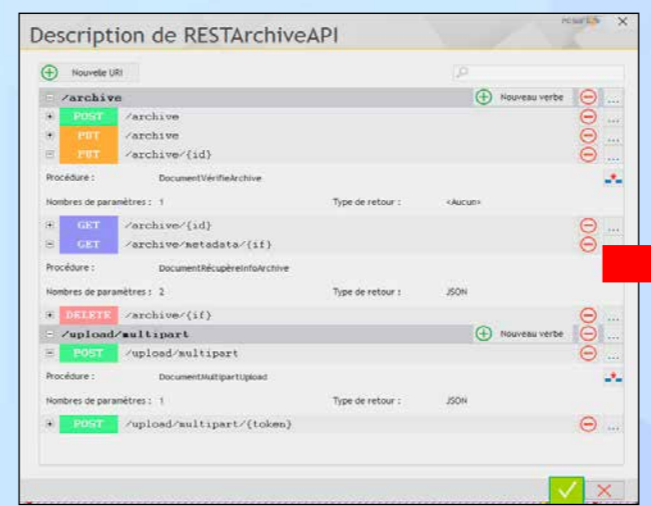 Description de RESTArchiveAPI
Nouvelle URI
/archive Nouveau verbe ...
POST /archive ...
PUT /archive ...
PUT /archive/{id} ...
Procédure : DocumentVérifieArchive
Nombres de paramètres : 1 Type de retour : <Aucun>
GET /archive/{id} ...
GET /archive/metadata/{if} ...
Procédure : DocumentRécupèreInfoArchive
Nombres de paramètres : 2 Type de retour : JSON
DELETE /archive/{if} ...
/upload/multipart Nouveau verbe ...
POST /upload/multipart ...
Procédure : DocumentMultipartUpload
Nombres de paramètres : 1 Type de retour : JSON
POST /upload/multipart/{token} ...